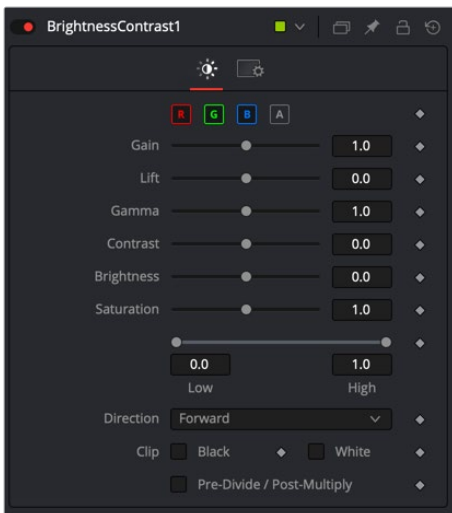 BrightnessContrast1
R G B A
Gain 1.0
Lift 0.0
Gamma 1.0
Contrast 0.0
Brightness 0.0
Saturation 1.0
0.0 1.0
Low High
Direction Forward
Clip Black White
Pre-Divide / Post-Multiply